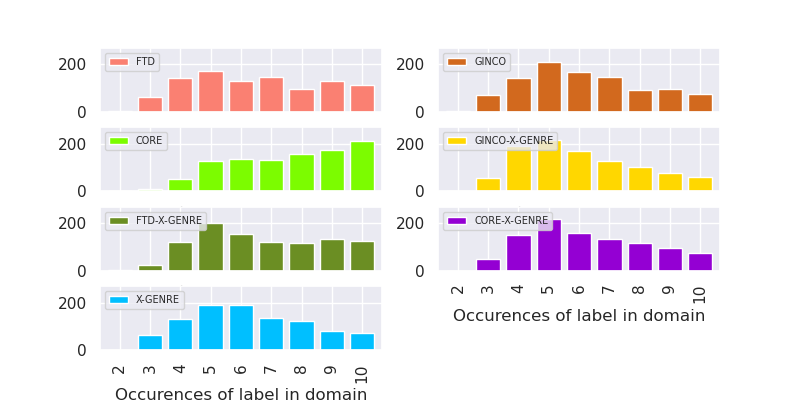 FTD
200
0
GINCO
200
0
CORE
200
0
GINCO-X-GENRE
200
0
FTD-X-GENRE
200
0
CORE-X-GENRE
200
0
2 3 4 5 6 7 8 9 10
Occurences of label in domain
X-GENRE
200
0
2 3 4 5 6 7 8 9 10
Occurences of label in domain